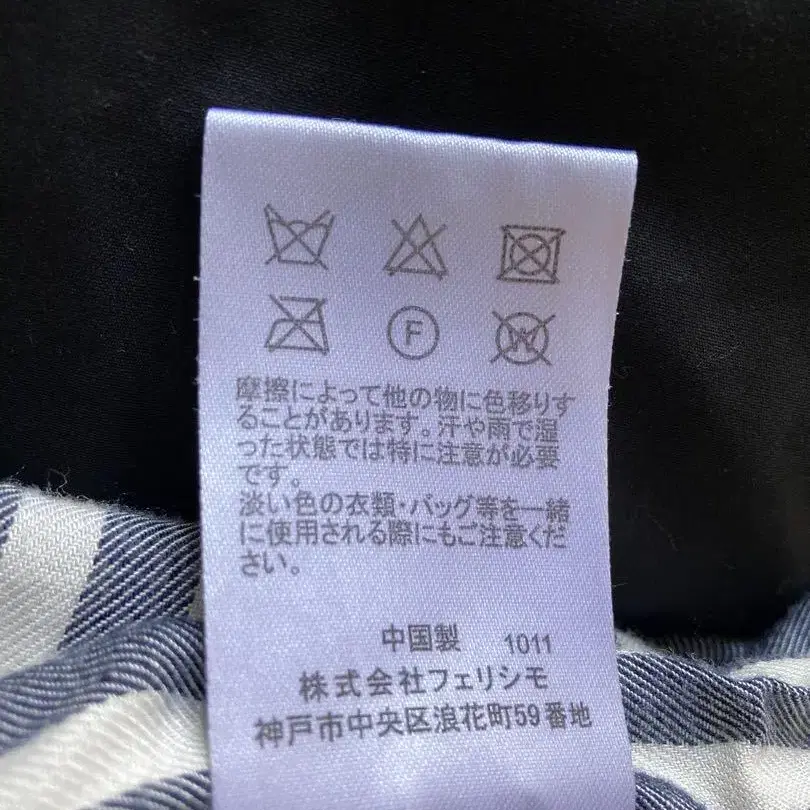 F W
摩擦によって他の物に色移りす
ることがあります。汗や雨で湿
った状態では特に注意が必要
です。
淡い色の衣類・バッグ等を一緒
に使用される際にもご注意くだ
さい。
中国製 1011
株式会社フェリシモ
神戸市中央区浪花町59番地